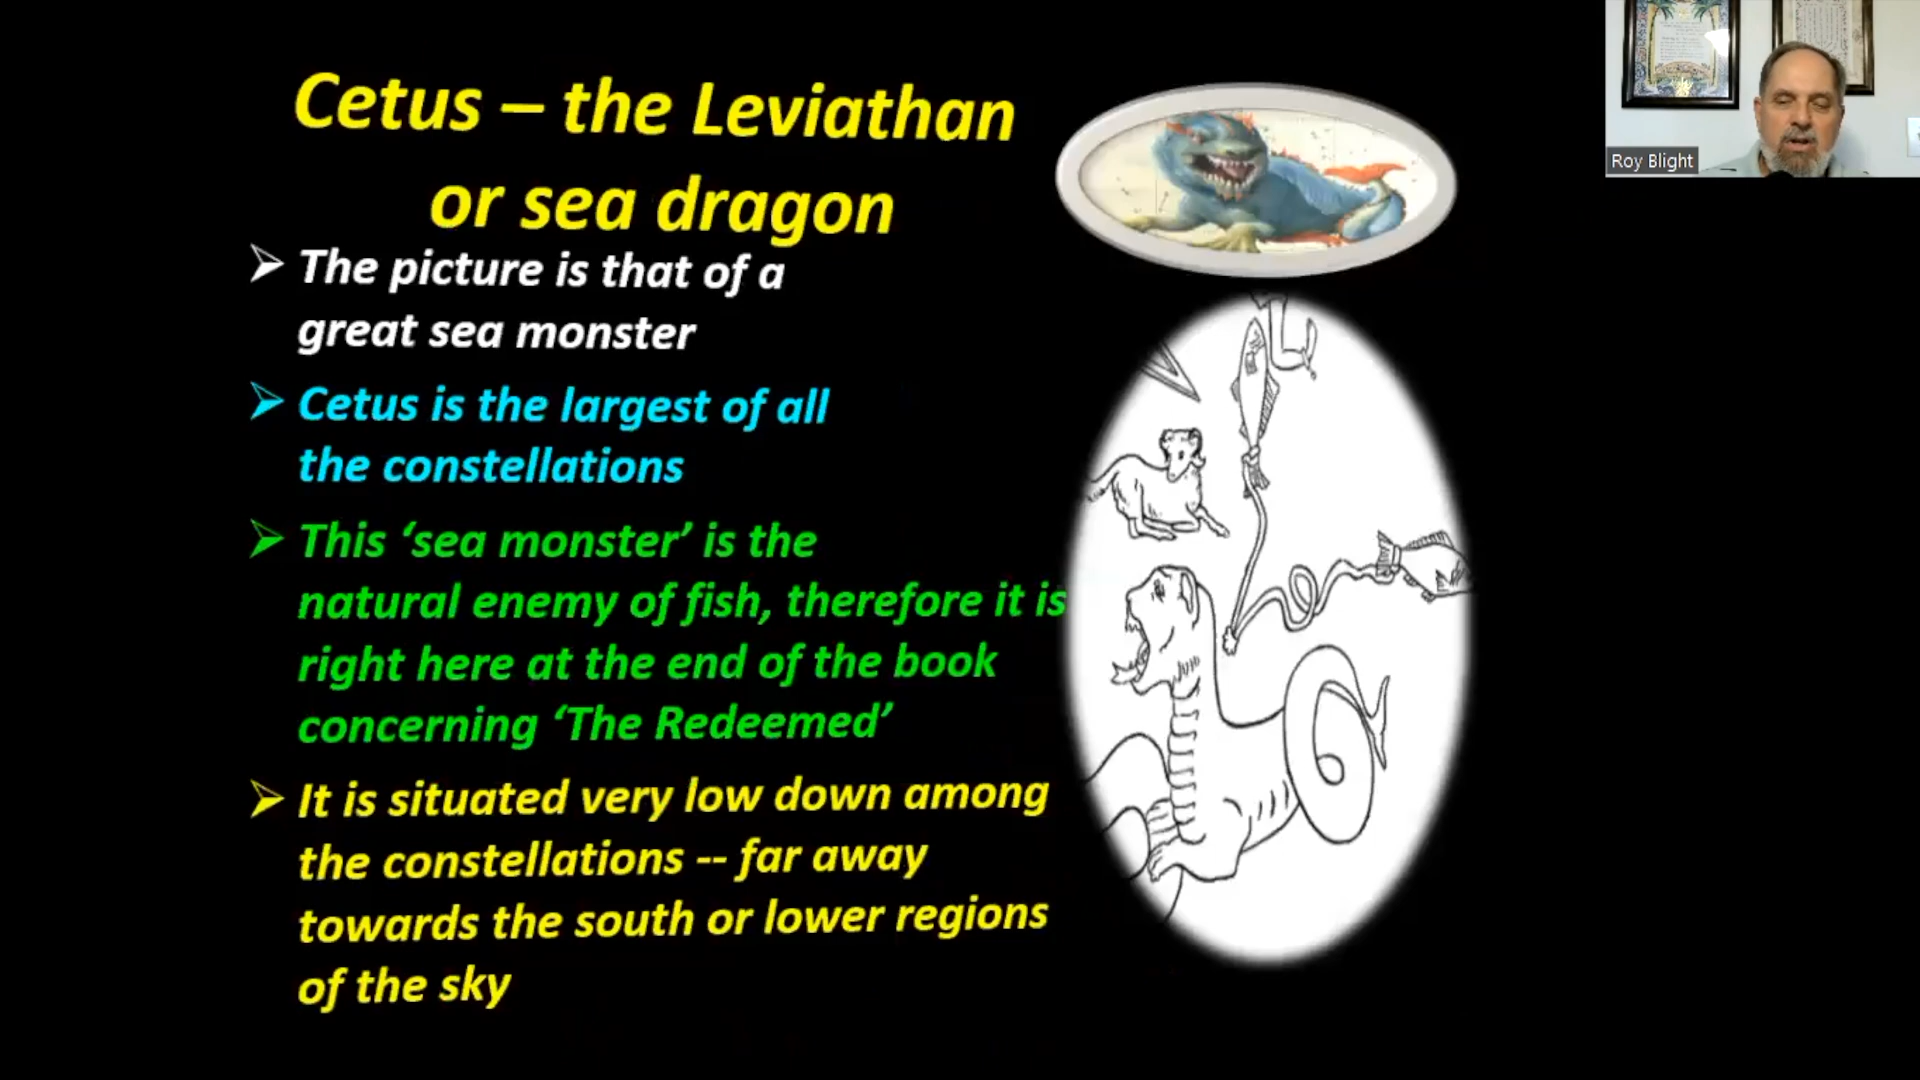 Cetus – the Leviathan
or sea dragon
The picture is that of a
great sea monster
Cetus is the largest of all
the constellations
This ‘sea monster’ is the
natural enemy of fish, therefore it is
right here at the end of the book
concerning ‘The Redeemed’
It is situated very low down among
the constellations -- far away
towards the south or lower regions
of the sky
Roy Blight